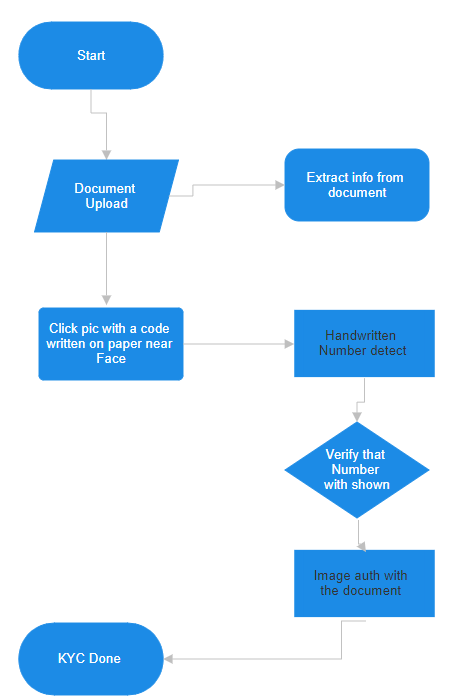 Start
Document
Upload
Extract info from
document
Click pic with a code
written on paper near
Face
Handwritten
Number detect
Verify that
Number
with shown
Image auth with
the document
KYC Done